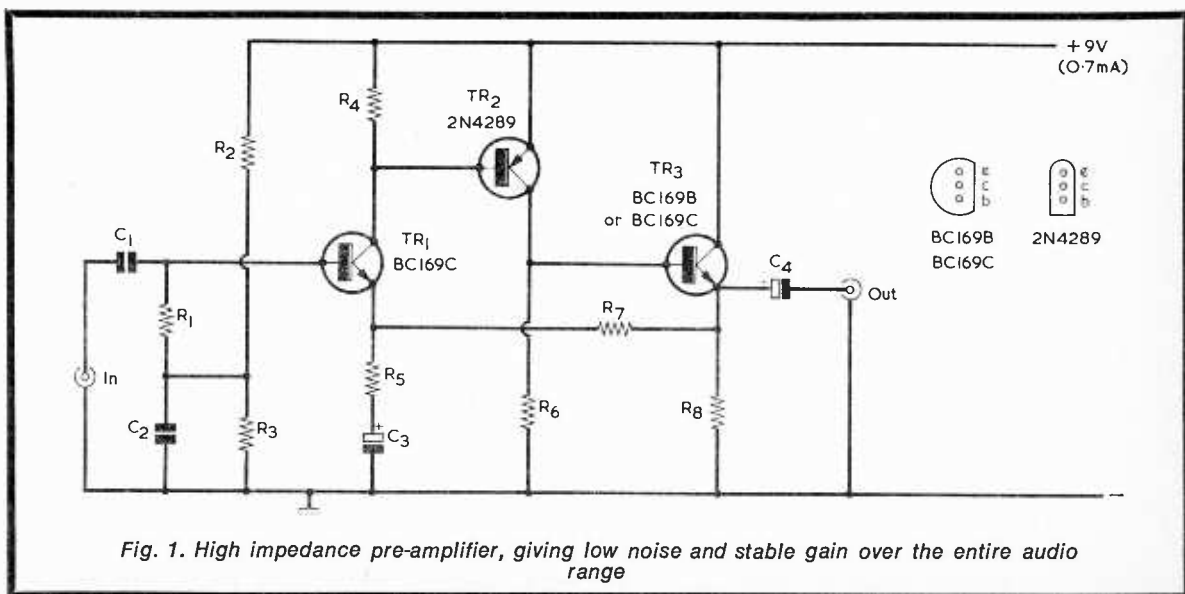 +9V
(0·7mA)
R4
TR2
2N4289
R2
TR3
BC169B
or BC169C
e
c
b
e
c
b
BC169B
BC169C
2N4289
C1
TR1
BC169C
C4
+
Out
R1
R7
In
R5
R6
R8
C2
R3
+
C3
−
Fig. 1. High impedance pre-amplifier, giving low noise and stable gain over the entire audio
range